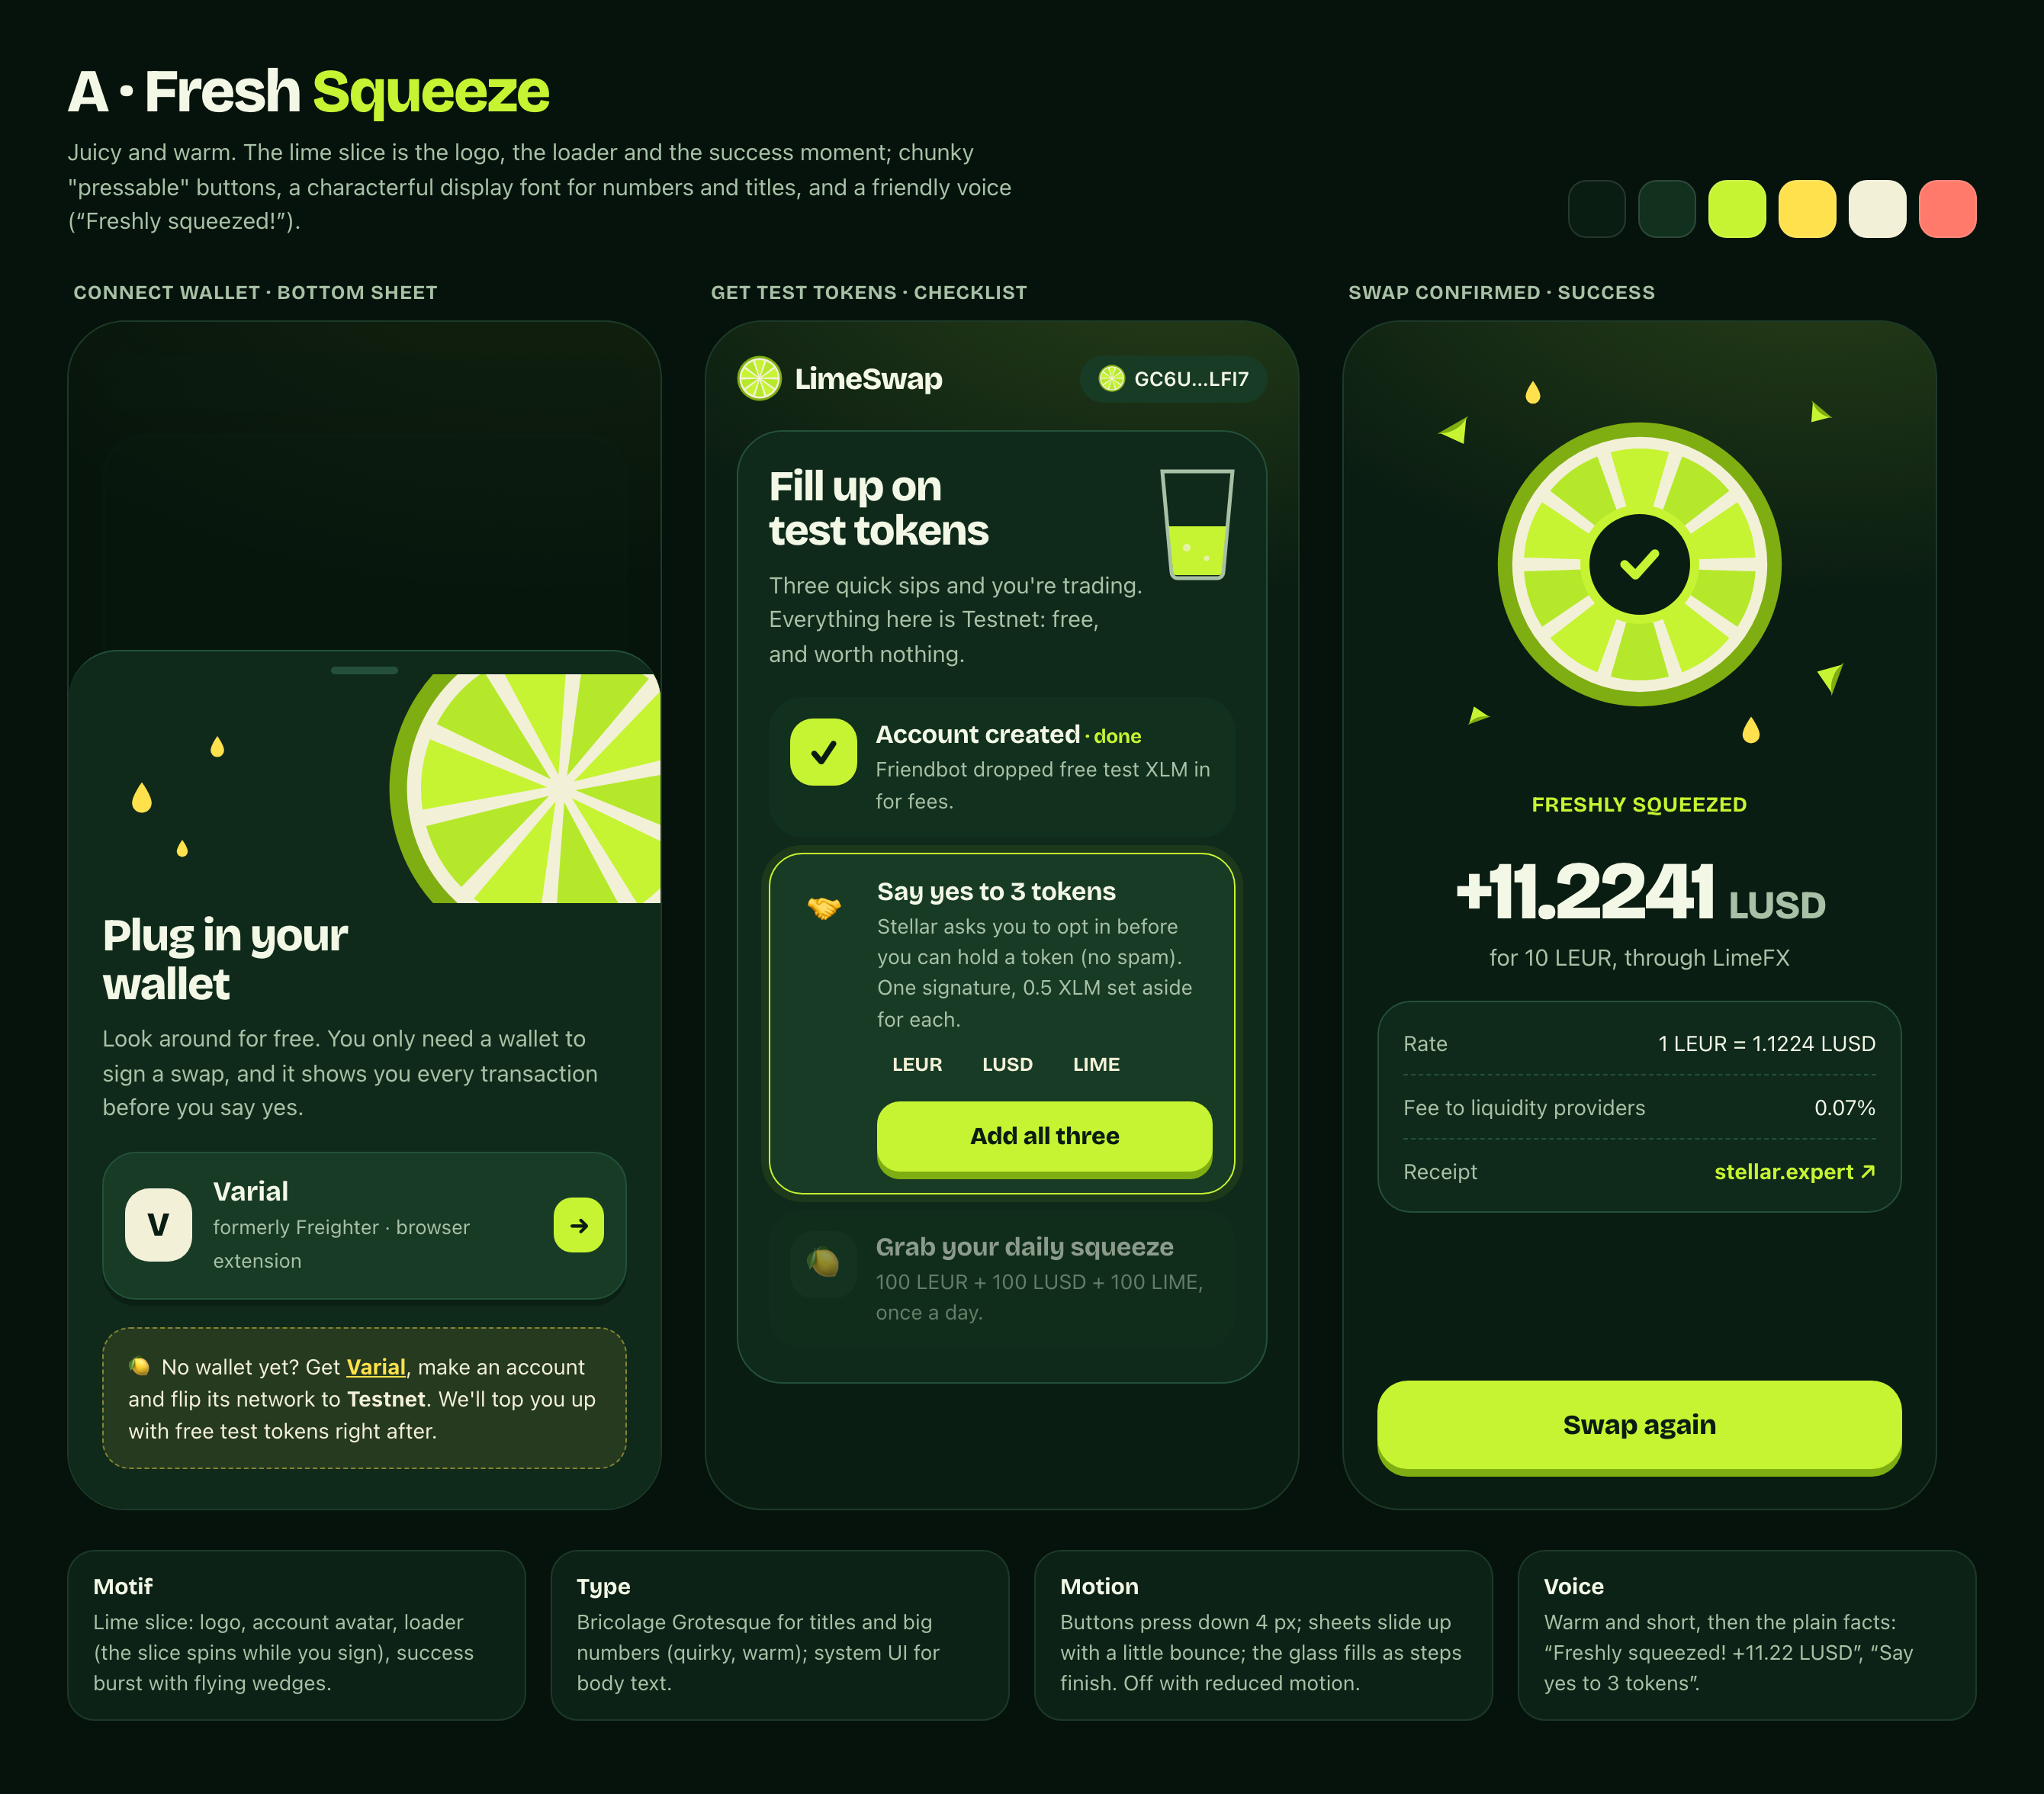 A · Fresh Squeeze
Juicy and warm. The lime slice is the logo, the loader and the success moment; chunky
"pressable" buttons, a characterful display font for numbers and titles, and a friendly voice
(“Freshly squeezed!”).
CONNECT WALLET · BOTTOM SHEET
Plug in your
wallet
Look around for free. You only need a wallet to
sign a swap, and it shows you every transaction
before you say yes.
V
Varial
formerly Freighter · browser
extension
No wallet yet? Get Varial, make an account
and flip its network to Testnet. We'll top you up
with free test tokens right after.
GET TEST TOKENS · CHECKLIST
LimeSwap
GC6U...LFI7
Fill up on
test tokens
Three quick sips and you're trading.
Everything here is Testnet: free,
and worth nothing.
Account created · done
Friendbot dropped free test XLM in
for fees.
Say yes to 3 tokens
Stellar asks you to opt in before
you can hold a token (no spam).
One signature, 0.5 XLM set aside
for each.
LEUR LUSD LIME
Add all three
Grab your daily squeeze
100 LEUR + 100 LUSD + 100 LIME,
once a day.
SWAP CONFIRMED · SUCCESS
FRESHLY SQUEEZED
+11.2241 LUSD
for 10 LEUR, through LimeFX
Rate 1 LEUR = 1.1224 LUSD
Fee to liquidity providers 0.07%
Receipt stellar.expert ↗
Swap again
Motif
Lime slice: logo, account avatar, loader
(the slice spins while you sign), success
burst with flying wedges.
Type
Bricolage Grotesque for titles and big
numbers (quirky, warm); system UI for
body text.
Motion
Buttons press down 4 px; sheets slide up
with a little bounce; the glass fills as steps
finish. Off with reduced motion.
Voice
Warm and short, then the plain facts:
“Freshly squeezed! +11.22 LUSD”, “Say
yes to 3 tokens”.